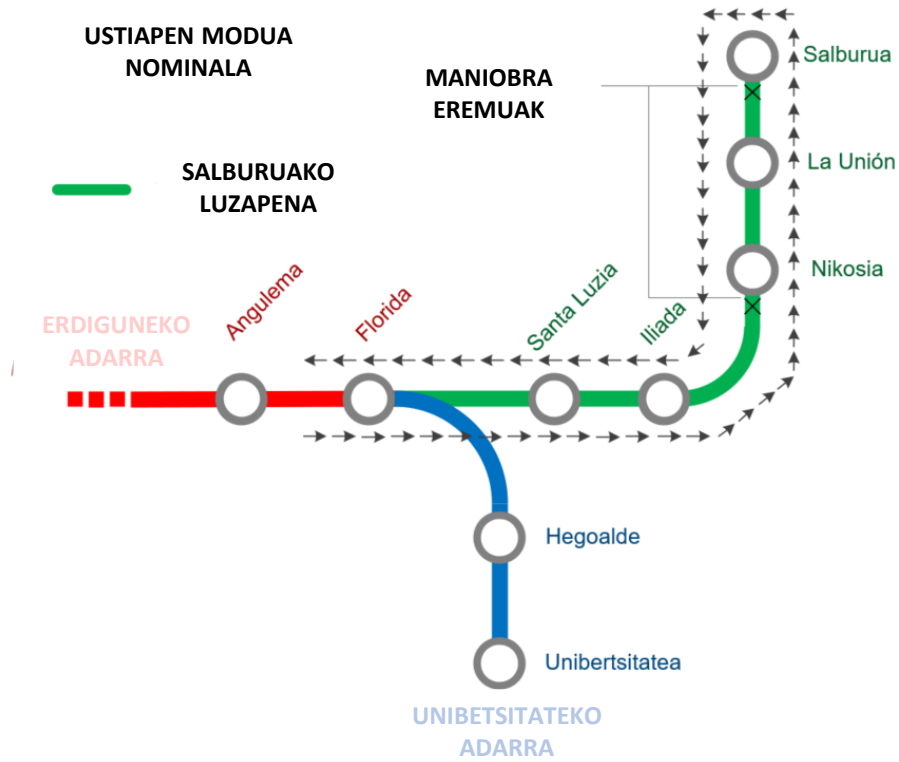 USTIAPEN MODUA
NOMINALA
MANIOBRA
EREMUAK
Salburua
La Unión
SALBURUAKO
LUZAPENA
Nikosia
Angulema
Florida
Santa Luzia
Iliada
ERDIGUNEKO
ADARRA
Hegoalde
Unibertsitatea
UNIBETSITATEKO
ADARRA